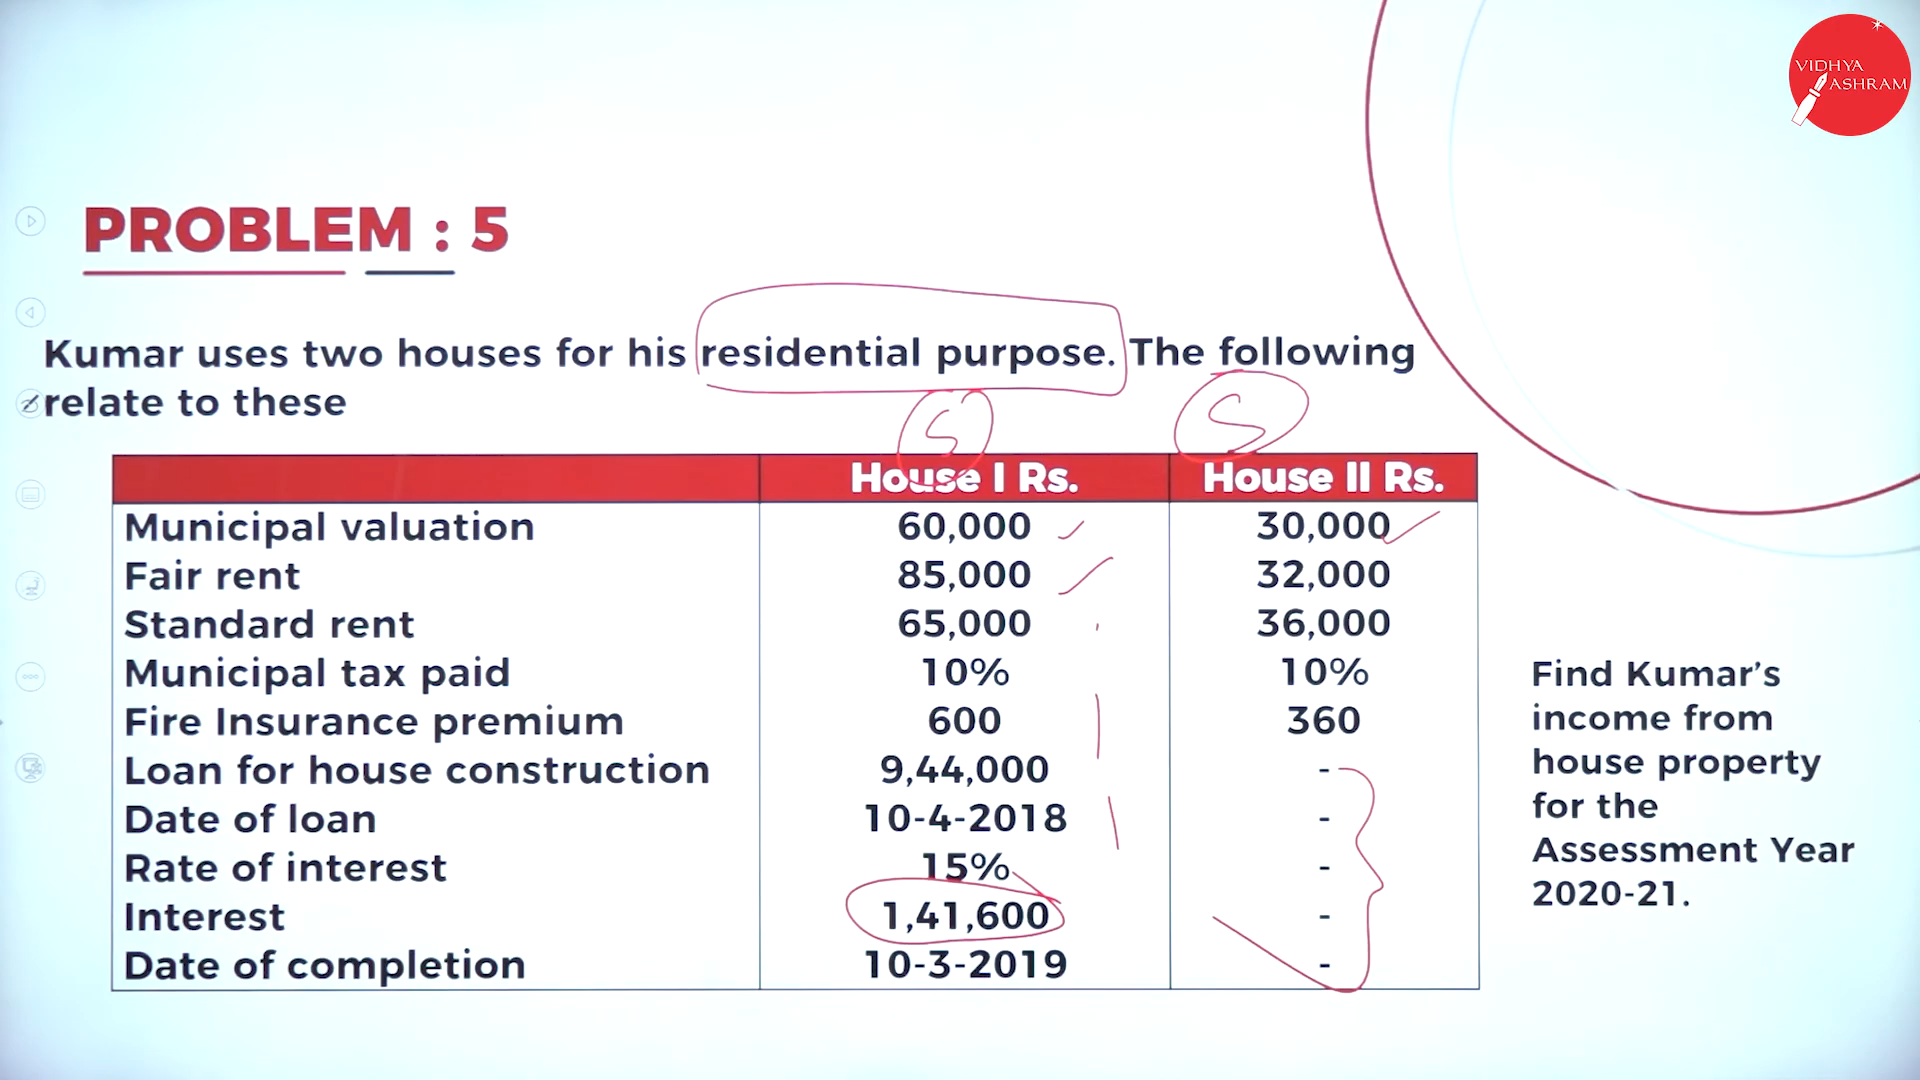 VIDHYA
ASHRAM
PROBLEM : 5
Kumar uses two houses for his residential purpose. The following
relate to these
S S
House I Rs. House II Rs.
Municipal valuation 60,000 30,000
Fair rent 85,000 32,000
Standard rent 65,000 36,000
Municipal tax paid 10% 10%
Fire Insurance premium 600 360
Loan for house construction 9,44,000 -
Date of loan 10-4-2018 -
Rate of interest 15% -
Interest 1,41,600 -
Date of completion 10-3-2019 -
Find Kumar's
income from
house property
for the
Assessment Year
2020-21.